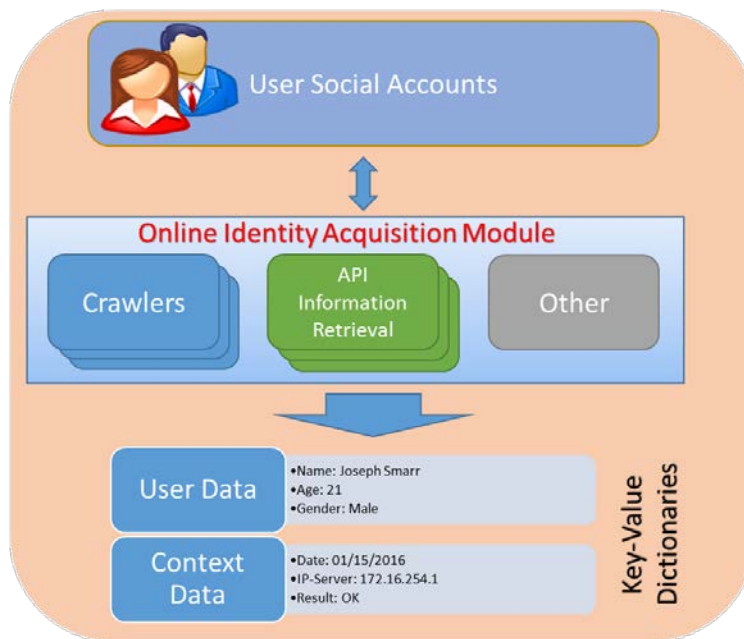 User Social Accounts
Online Identity Acquisition Module
Crawlers
API
Information
Retrieval
Other
User Data
•Name: Joseph Smarr
•Age: 21
•Gender: Male
Context
Data
•Date: 01/15/2016
•IP-Server: 172.16.254.1
•Result: OK
Key-Value
Dictionaries